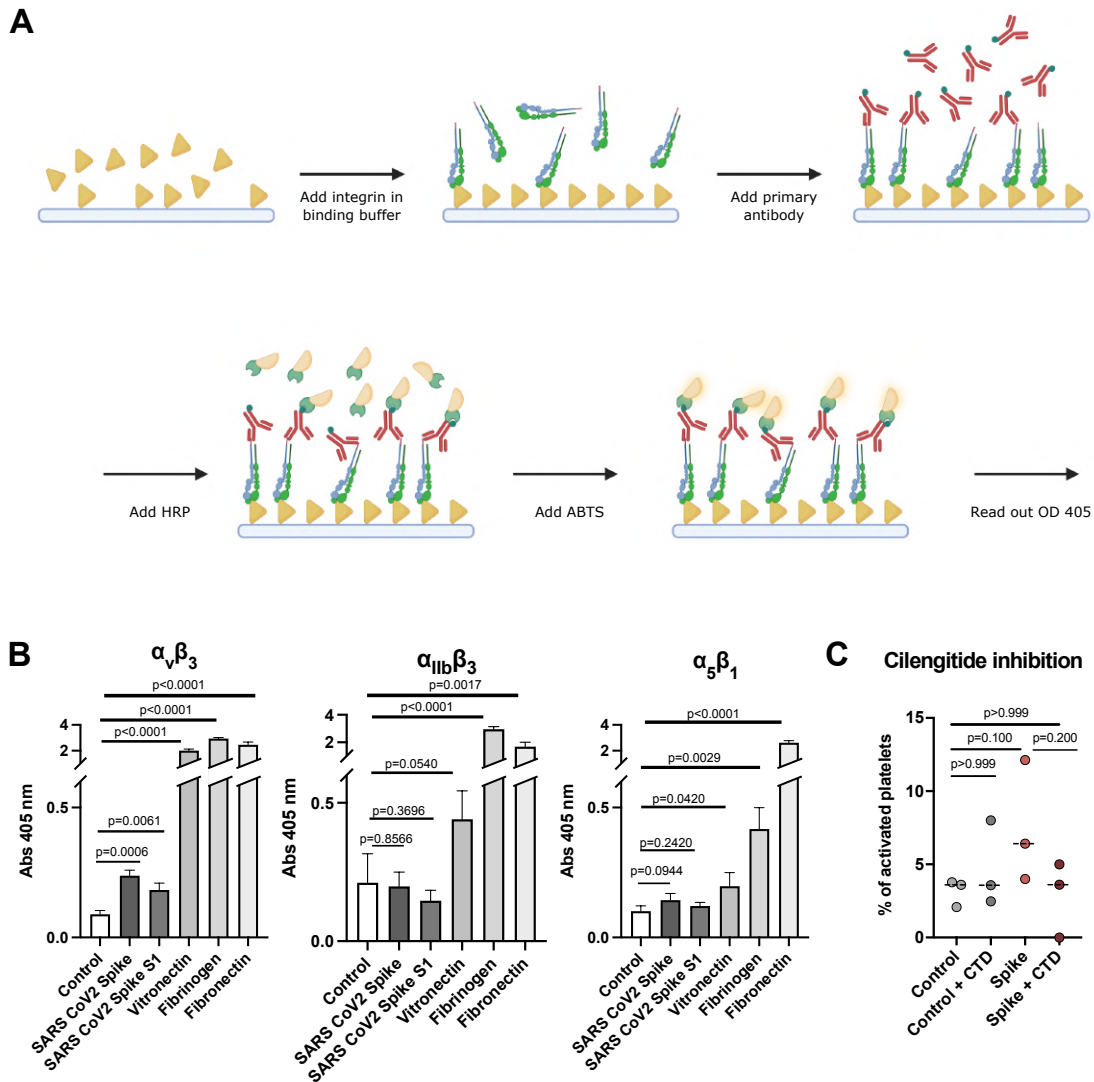 A
Add integrin in
binding buffer
Add primary
antibody
Add HRP
Add ABTS
Read out OD 405
B
αvβ3
p<0.0001
p<0.0001
p<0.0001
p=0.0061
p=0.0006
Abs 405 nm
4
2
0.5
0.0
Control
SARS CoV2 Spike
SARS CoV2 Spike S1
Vitronectin
Fibrinogen
Fibronectin
αIIbβ3
p=0.0017
p<0.0001
p=0.0540
p=0.3696
p=0.8566
Abs 405 nm
4
2
0.5
0.0
Control
SARS CoV2 Spike
SARS CoV2 Spike S1
Vitronectin
Fibrinogen
Fibronectin
α5β1
p<0.0001
p=0.0029
p=0.0420
p=0.2420
p=0.0944
Abs 405 nm
4
2
0.5
0.0
Control
SARS CoV2 Spike
SARS CoV2 Spike S1
Vitronectin
Fibrinogen
Fibronectin
C
Cilengitide inhibition
p>0.999
p=0.100
p=0.200
p>0.999
% of activated platelets
15
10
5
0
Control
Control + CTD
Spike
Spike + CTD